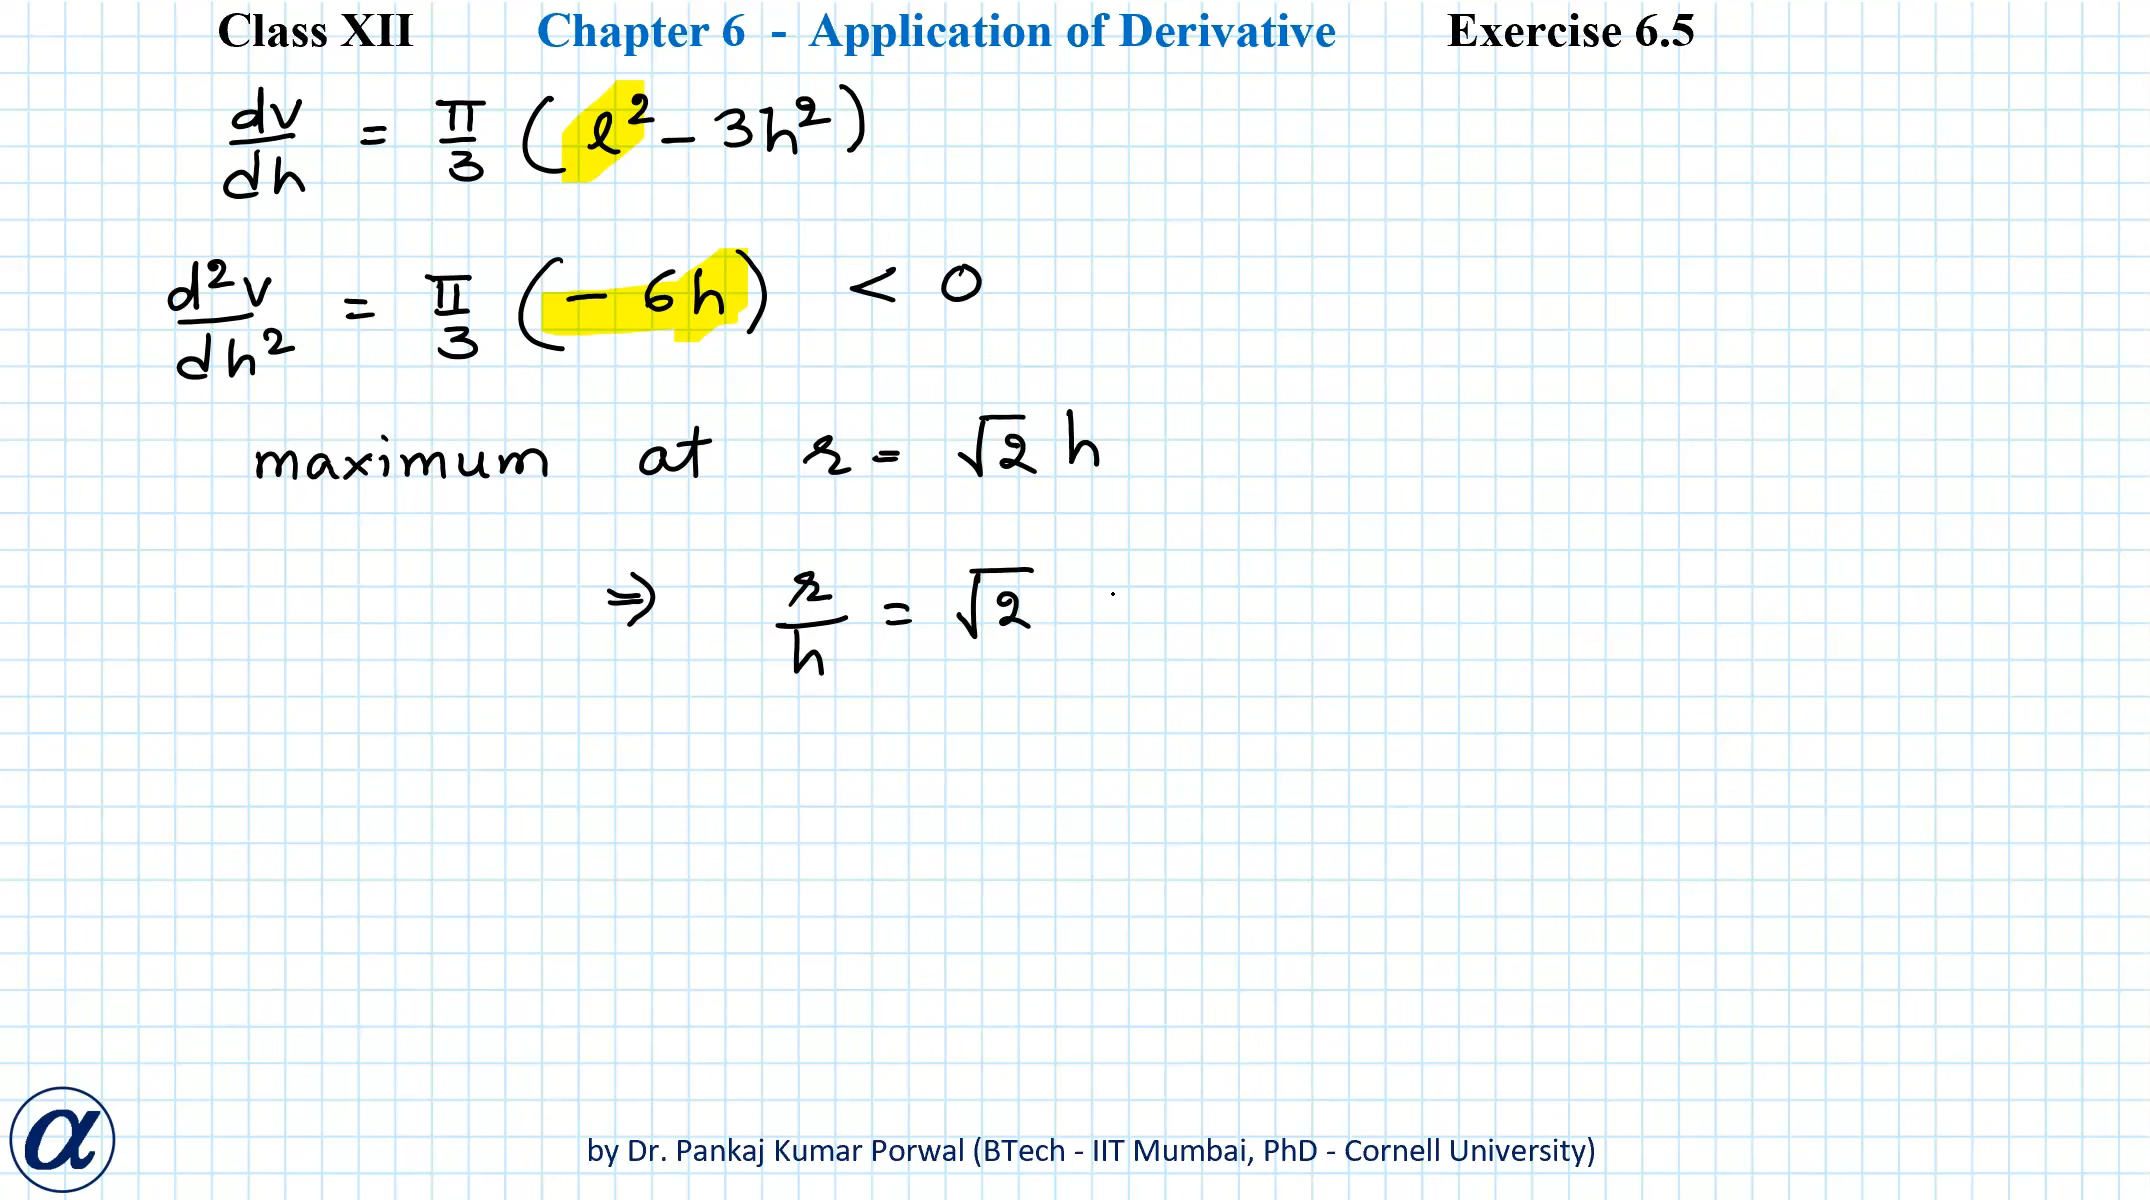 Class XII Chapter 6 - Application of Derivative Exercise 6.5
dv/dh = π/3 (l² - 3h²)
d²v/dh² = π/3 (- 6h) < 0
maximum at r = √2 h
⇒ r/h = √2
α
by Dr. Pankaj Kumar Porwal (BTech - IIT Mumbai, PhD - Cornell University)